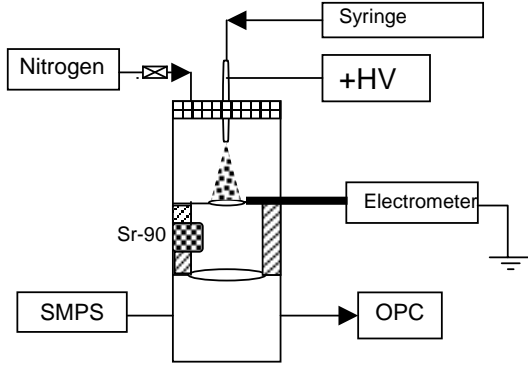 Syringe
Nitrogen
+HV
Electrometer
Sr-90
SMPS
OPC